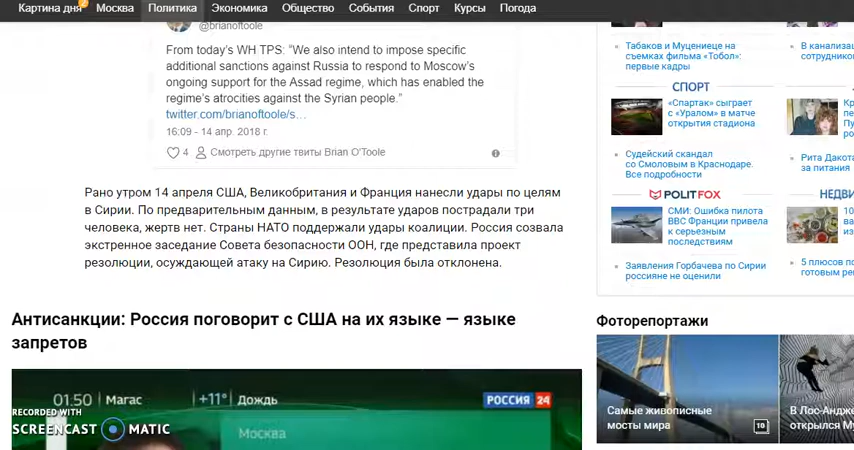 Картина дня 2 Москва Политика Экономика Общество События Спорт Курсы Погода
@brianoftoole
From today's WH TPS: “We also intend to impose specific
additional sanctions against Russia to respond to Moscow's
ongoing support for the Assad regime, which has enabled the
regime's atrocities against the Syrian people.”
twitter.com/brianoftoole/s…
16:09 - 14 апр. 2018 г.
4 Смотреть другие твиты Brian O'Toole
Рано утром 14 апреля США, Великобритания и Франция нанесли удары по целям
в Сирии. По предварительным данным, в результате ударов пострадали три
человека, жертв нет. Страны НАТО поддержали удары коалиции. Россия созвала
экстренное заседание Совета безопасности ООН, где представила проект
резолюции, осуждающей атаку на Сирию. Резолюция была отклонена.
Антисанкции: Россия поговорит с США на их языке — языке
запретов
01:50 Магас +11° Дождь РОССИЯ 24
Москва
RECORDED WITH
SCREENCAST MATIC
Табаков и Муцениеце на
съемках фильма «Тобол»:
первые кадры
СПОРТ
«Спартак» сыграет
с «Уралом» в матче
открытия стадиона
Судейский скандал
со Смоловым в Краснодаре.
Все подробности
POLITFOX
СМИ: Ошибка пилота
ВВС Франции привела
к серьезным
последствиям
Заявления Горбачева по Сирии
россияне не оценили
В канализа
сотрудников
Рита Дакота
за питания
НЕДВИ
10
5 плюсов по
готовым ре
Фоторепортажи
Самые живописные
мосты мира
10
В Лос-Андже
открылся Му